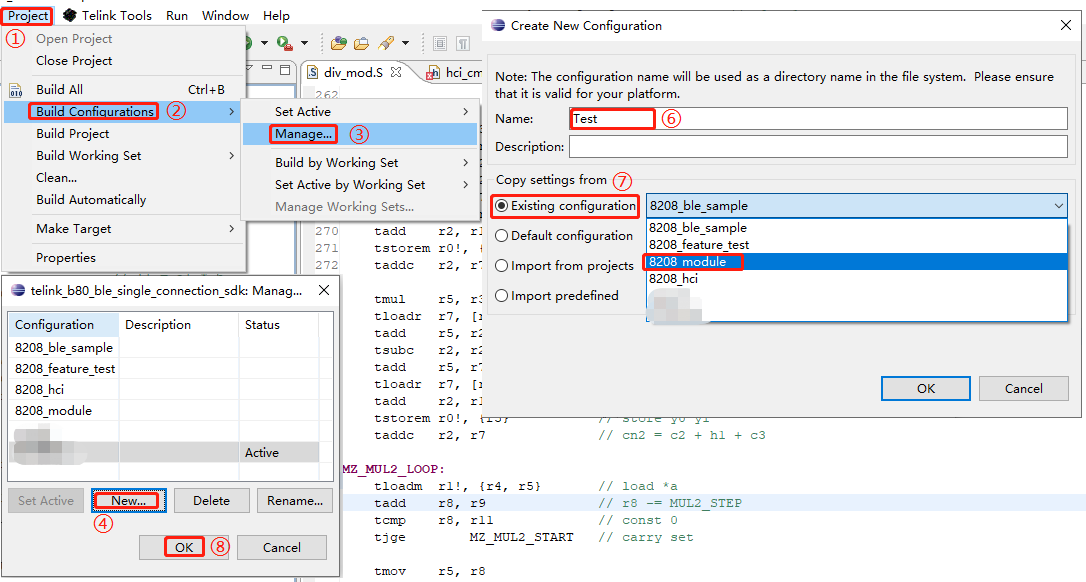 Project Telink Tools Run Window Help
①
Open Project
Close Project
Build All Ctrl+B
Build Configurations ②
Build Project
Build Working Set
Clean...
Build Automatically
Make Target
Properties
Set Active
Manage... ③
Build by Working Set
Set Active by Working Set
Manage Working Sets...
div_mod.S
hci_cm
262
270 tadd r2, r1
271 tstorem r0!, {
272 taddc r2, r7
tmul r5, r3
tloadr r7, [r
tadd r5, r2
tsubc r2, r2
tadd r5, r7
tloadr r7, [r
tadd r2, r1
tstorem r0!, {r5} // store y0 y1
taddc r2, r7 // cn2 = c2 + h1 + c3
MZ_MUL2_LOOP:
tloadm r1!, {r4, r5} // load *a
tadd r8, r9 // r8 -= MUL2_STEP
tcmp r8, r11 // const 0
tjge MZ_MUL2_START // carry set
tmov r5, r8
telink_b80_ble_single_connection_sdk: Manag...
Configuration Description Status
8208_ble_sample
8208_feature_test
8208_hci
8208_module
Active
Set Active New... Delete Rename...
④
OK ⑧ Cancel
Create New Configuration
Note: The configuration name will be used as a directory name in the file system. Please ensure
that it is valid for your platform.
Name: Test ⑥
Description:
Copy settings from ⑦
Existing configuration 8208_ble_sample
Default configuration
Import from projects
Import predefined
8208_ble_sample
8208_feature_test
8208_module
8208_hci
OK Cancel